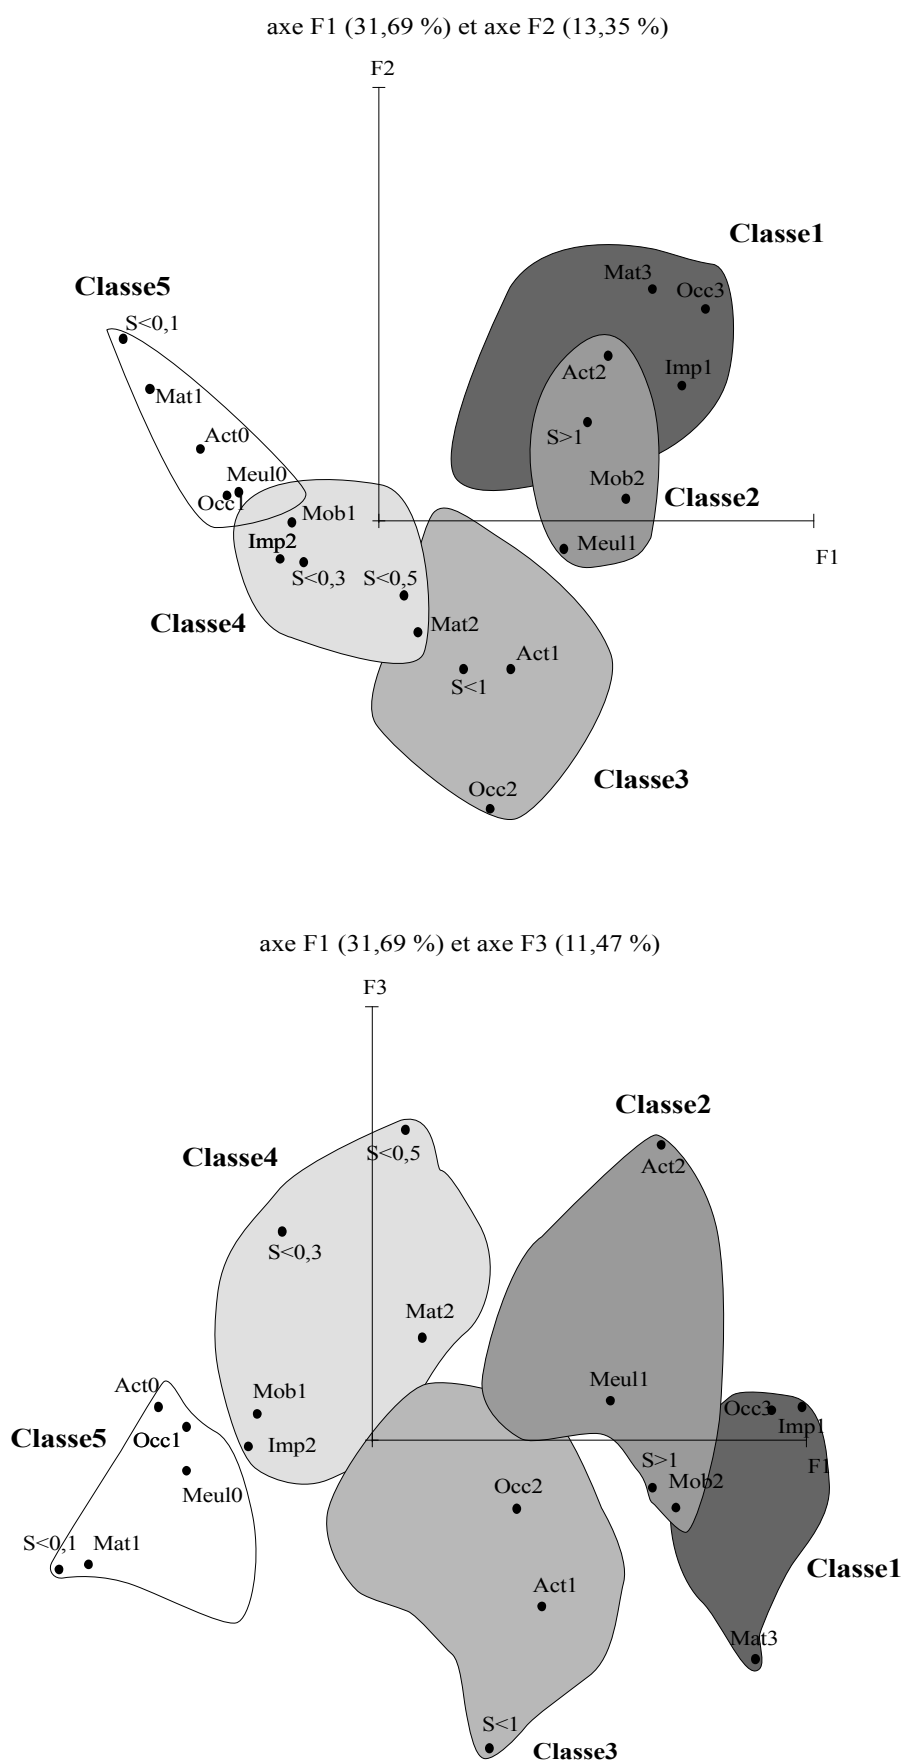 axe F1 (31,69 %) et axe F2 (13,35 %)
F2
Classe1
Mat3
Occ3
Classe5
S<0,1
Act2
Imp1
Mat1
Act0
S>1
Meul0
Occ1
Mob2
Classe2
Mob1
Imp2
Meul1
F1
S<0,3
S<0,5
Classe4
Mat2
Act1
S<1
Classe3
Occ2
axe F1 (31,69 %) et axe F3 (11,47 %)
F3
Classe2
Classe4
S<0,5
Act2
S<0,3
Mat2
Act0
Mob1
Meul1
Occ3
Imp1
Classe5
Occ1
Imp2
S>1
F1
Meul0
Occ2
Mob2
S<0,1
Mat1
Classe1
Act1
Mat3
S<1
Classe3